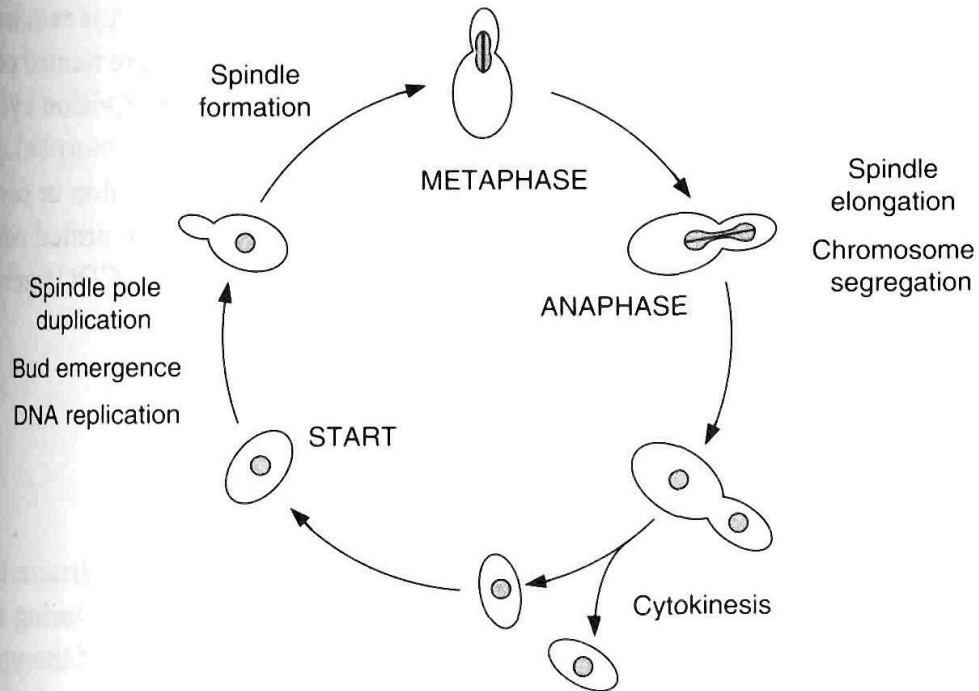 Spindle
formation
METAPHASE
Spindle
elongation
Chromosome
segregation
ANAPHASE
Spindle pole
duplication
Bud emergence
DNA replication
START
Cytokinesis